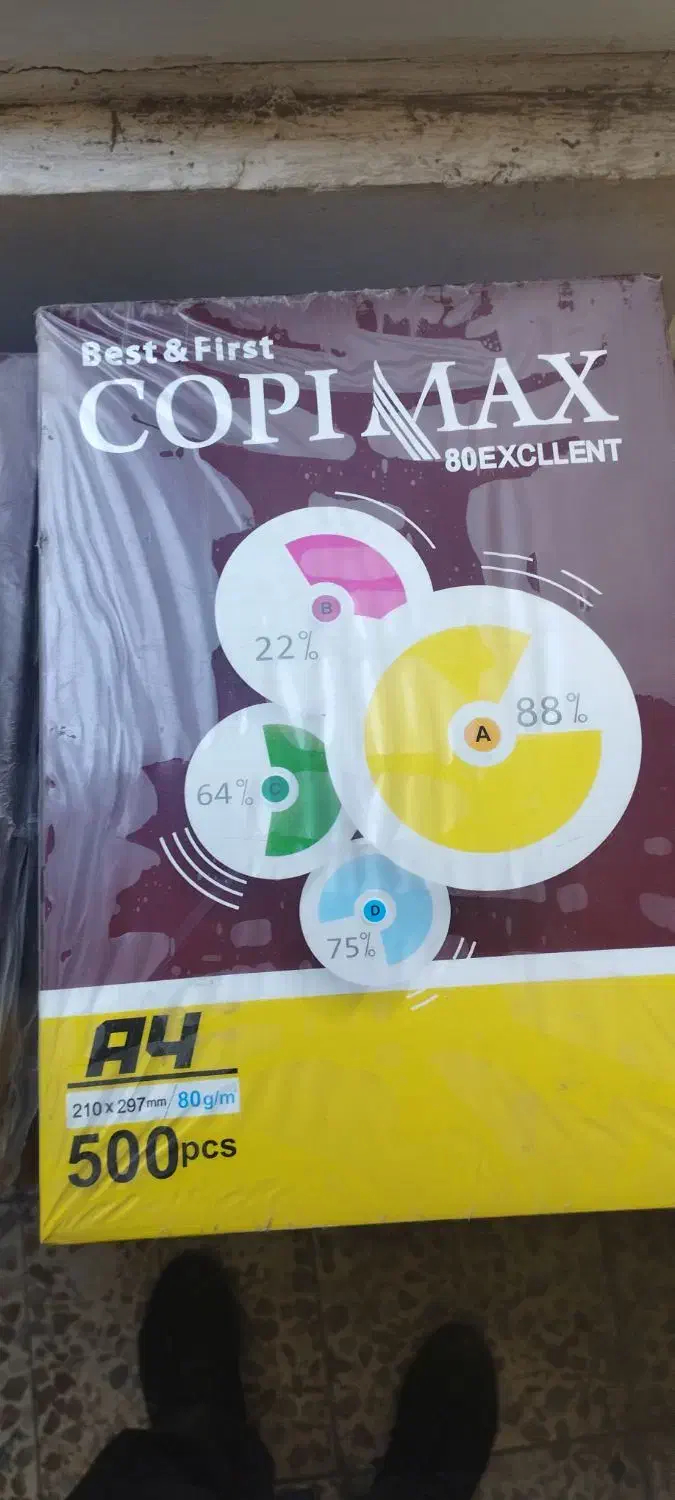 Best & First
COPI MAX
80EXCLLENT
B
22%
88%
A
64%
C
D
75%
A4
210 x 297mm/ 80g/m
500pcs